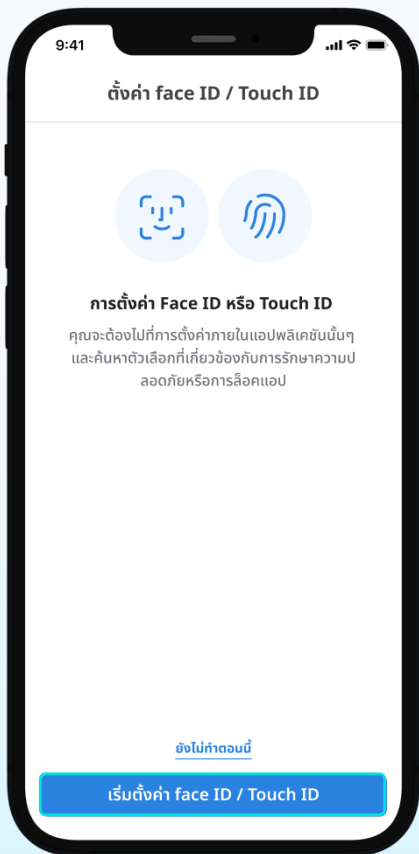 9:41
ตั้งค่า face ID / Touch ID
การตั้งค่า Face ID หรือ Touch ID
คุณจะต้องไปที่การตั้งค่าภายในแอปพลิเคชันนั้นๆ
และค้นหาตัวเลือกที่เกี่ยวข้องกับการรักษาความป
ลอดภัยหรือการล็อคแอป
ยังไม่ทำตอนนี้
เริ่มตั้งค่า face ID / Touch ID